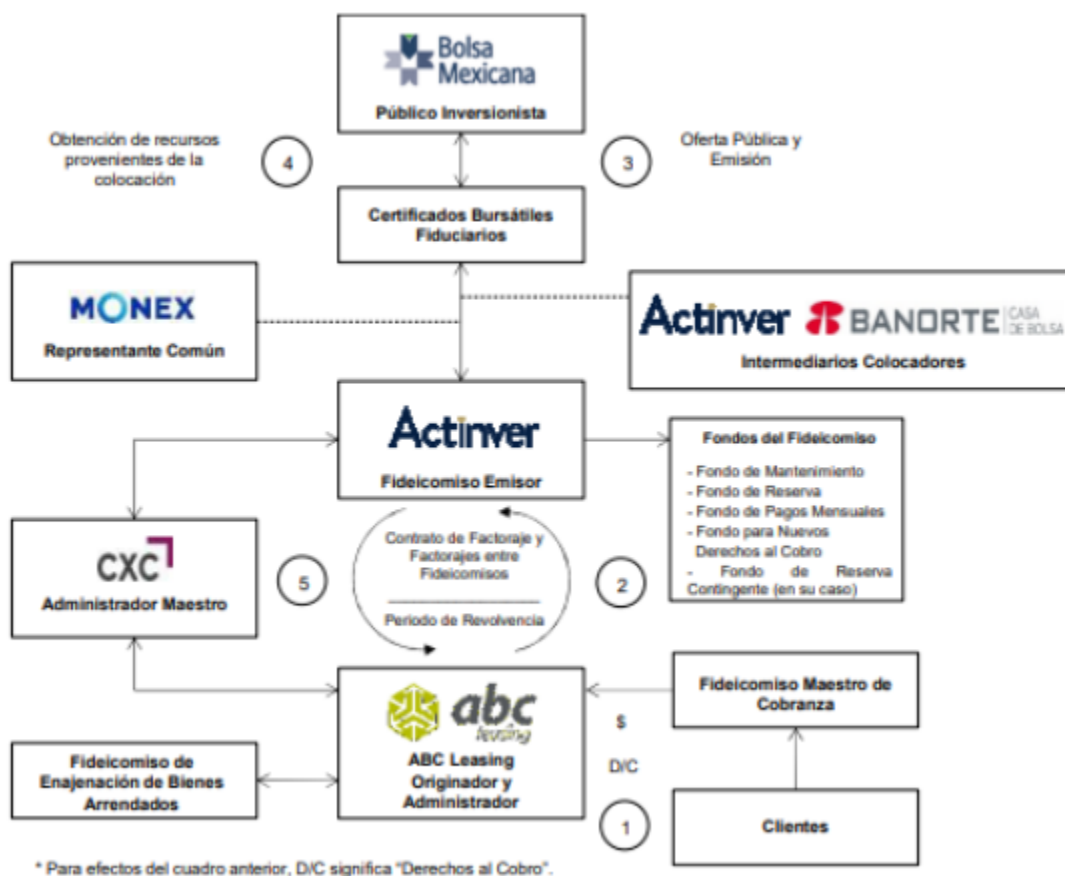 Bolsa
Mexicana
Público Inversionista
Obtención de recursos
provenientes de la
colocación
4
3
Oferta Pública y
Emisión
Certificados Bursátiles
Fiduciarios
MONEX
Representante Común
Actinver BANORTE CASA
DE BOLSA
Intermediarios Colocadores
Actinver
Fideicomiso Emisor
Fondos del Fideicomiso
- Fondo de Mantenimiento
- Fondo de Reserva
- Fondo de Pagos Mensuales
- Fondo para Nuevos
Derechos al Cobro
- Fondo de Reserva
Contingente (en su caso)
CXC
Administrador Maestro
5
Contrato de Factoraje y
Factorajes entre
Fideicomisos
Periodo de Revolvencia
2
abc
leasing
ABC Leasing
Originador y
Administrador
Fideicomiso Maestro de
Cobranza
$
D/C
1
Fideicomiso de
Enajenación de Bienes
Arrendados
Clientes
* Para efectos del cuadro anterior, D/C significa "Derechos al Cobro".